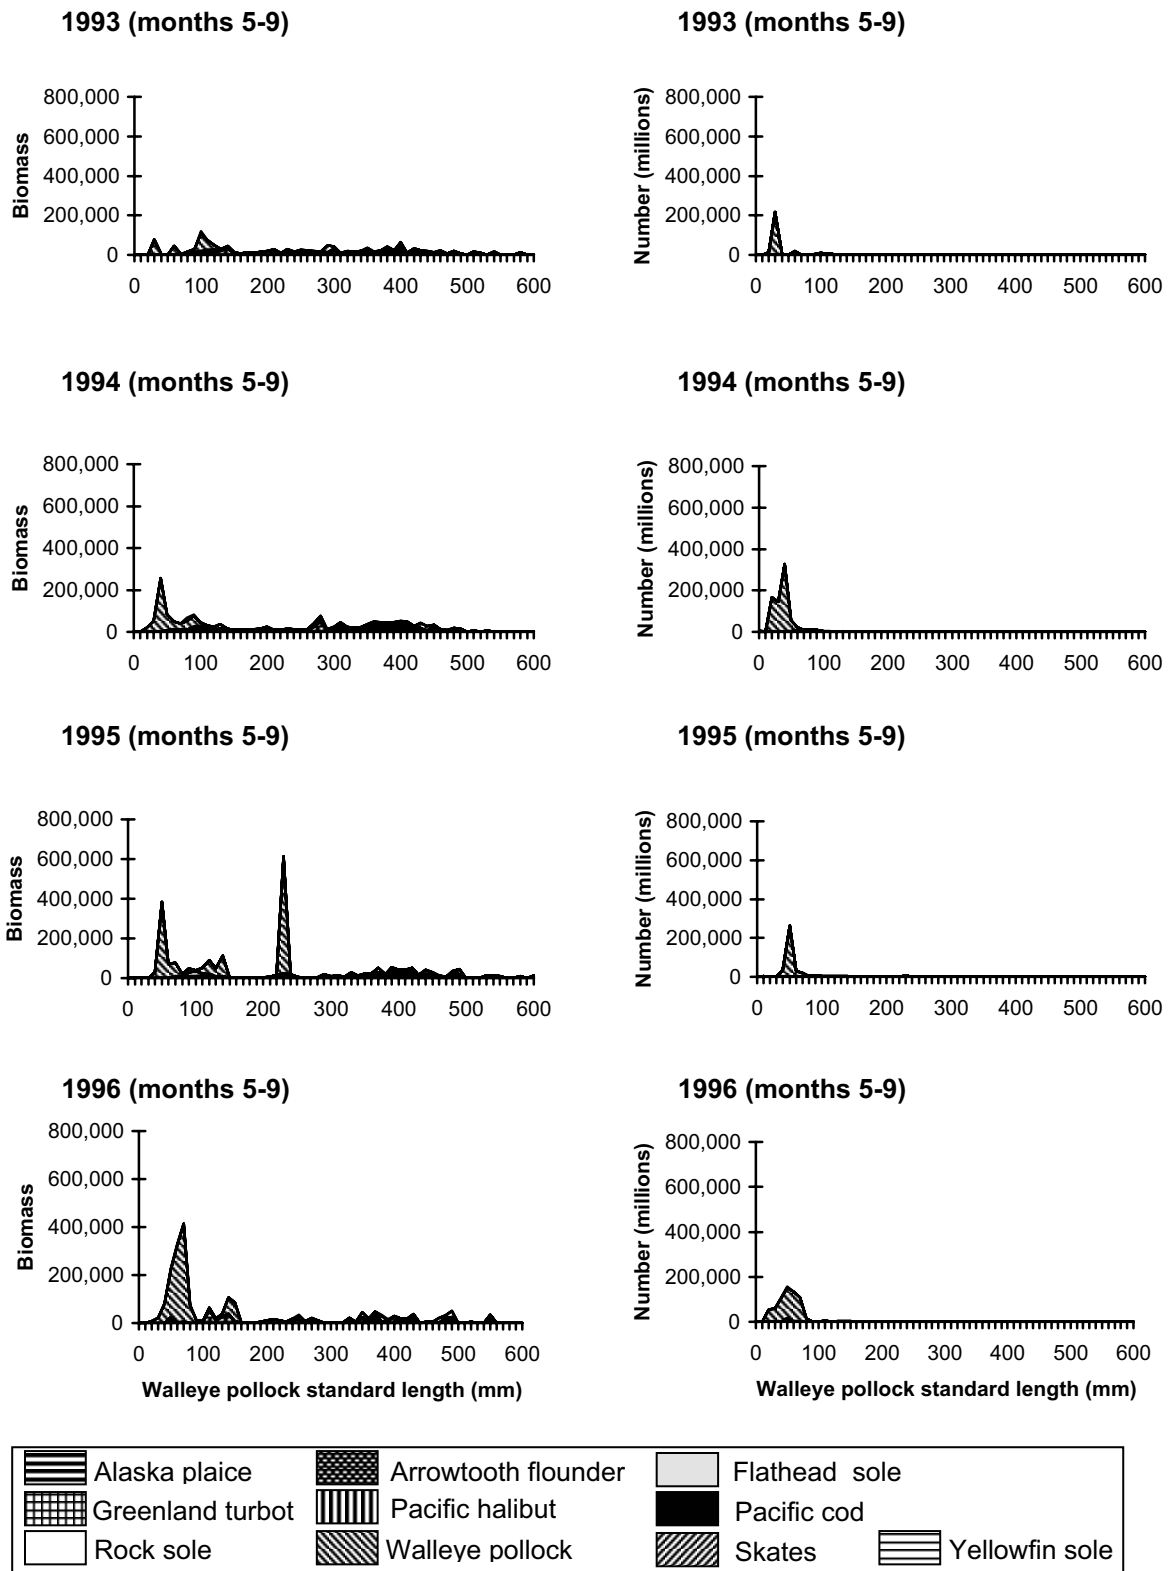 1993 (months 5-9)
800,000
600,000
400,000
200,000
0
Biomass
0 100 200 300 400 500 600
1993 (months 5-9)
800,000
600,000
400,000
200,000
0
Number (millions)
0 100 200 300 400 500 600
1994 (months 5-9)
800,000
600,000
400,000
200,000
0
Biomass
0 100 200 300 400 500 600
1994 (months 5-9)
800,000
600,000
400,000
200,000
0
Number (millions)
0 100 200 300 400 500 600
1995 (months 5-9)
800,000
600,000
400,000
200,000
0
Biomass
0 100 200 300 400 500 600
1995 (months 5-9)
800,000
600,000
400,000
200,000
0
Number (millions)
0 100 200 300 400 500 600
1996 (months 5-9)
800,000
600,000
400,000
200,000
0
Biomass
0 100 200 300 400 500 600
Walleye pollock standard length (mm)
1996 (months 5-9)
800,000
600,000
400,000
200,000
0
Number (millions)
0 100 200 300 400 500 600
Walleye pollock standard length (mm)
Alaska plaice Arrowtooth flounder Flathead sole
Greenland turbot Pacific halibut Pacific cod
Rock sole Walleye pollock Skates Yellowfin sole